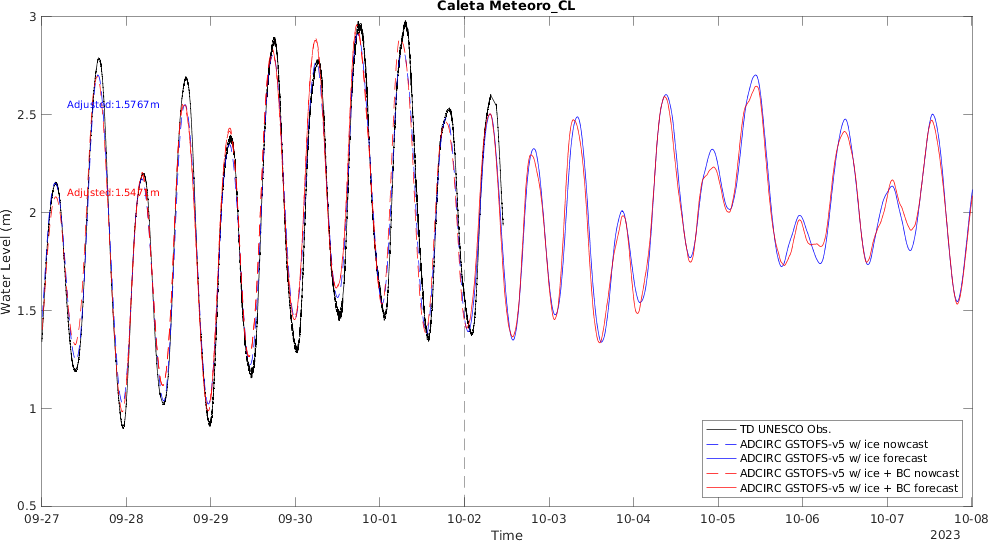 Caleta Meteoro_CL
3
2.5
2
1.5
1
0.5
Water Level (m)
Adjusted:1.5767m
Adjusted:1.5471m
TD UNESCO Obs.
ADCIRC GSTOFS-v5 w/ ice nowcast
ADCIRC GSTOFS-v5 w/ ice forecast
ADCIRC GSTOFS-v5 w/ ice + BC nowcast
ADCIRC GSTOFS-v5 w/ ice + BC forecast
09-27 09-28 09-29 09-30 10-01 10-02 10-03 10-04 10-05 10-06 10-07 10-08
Time
2023